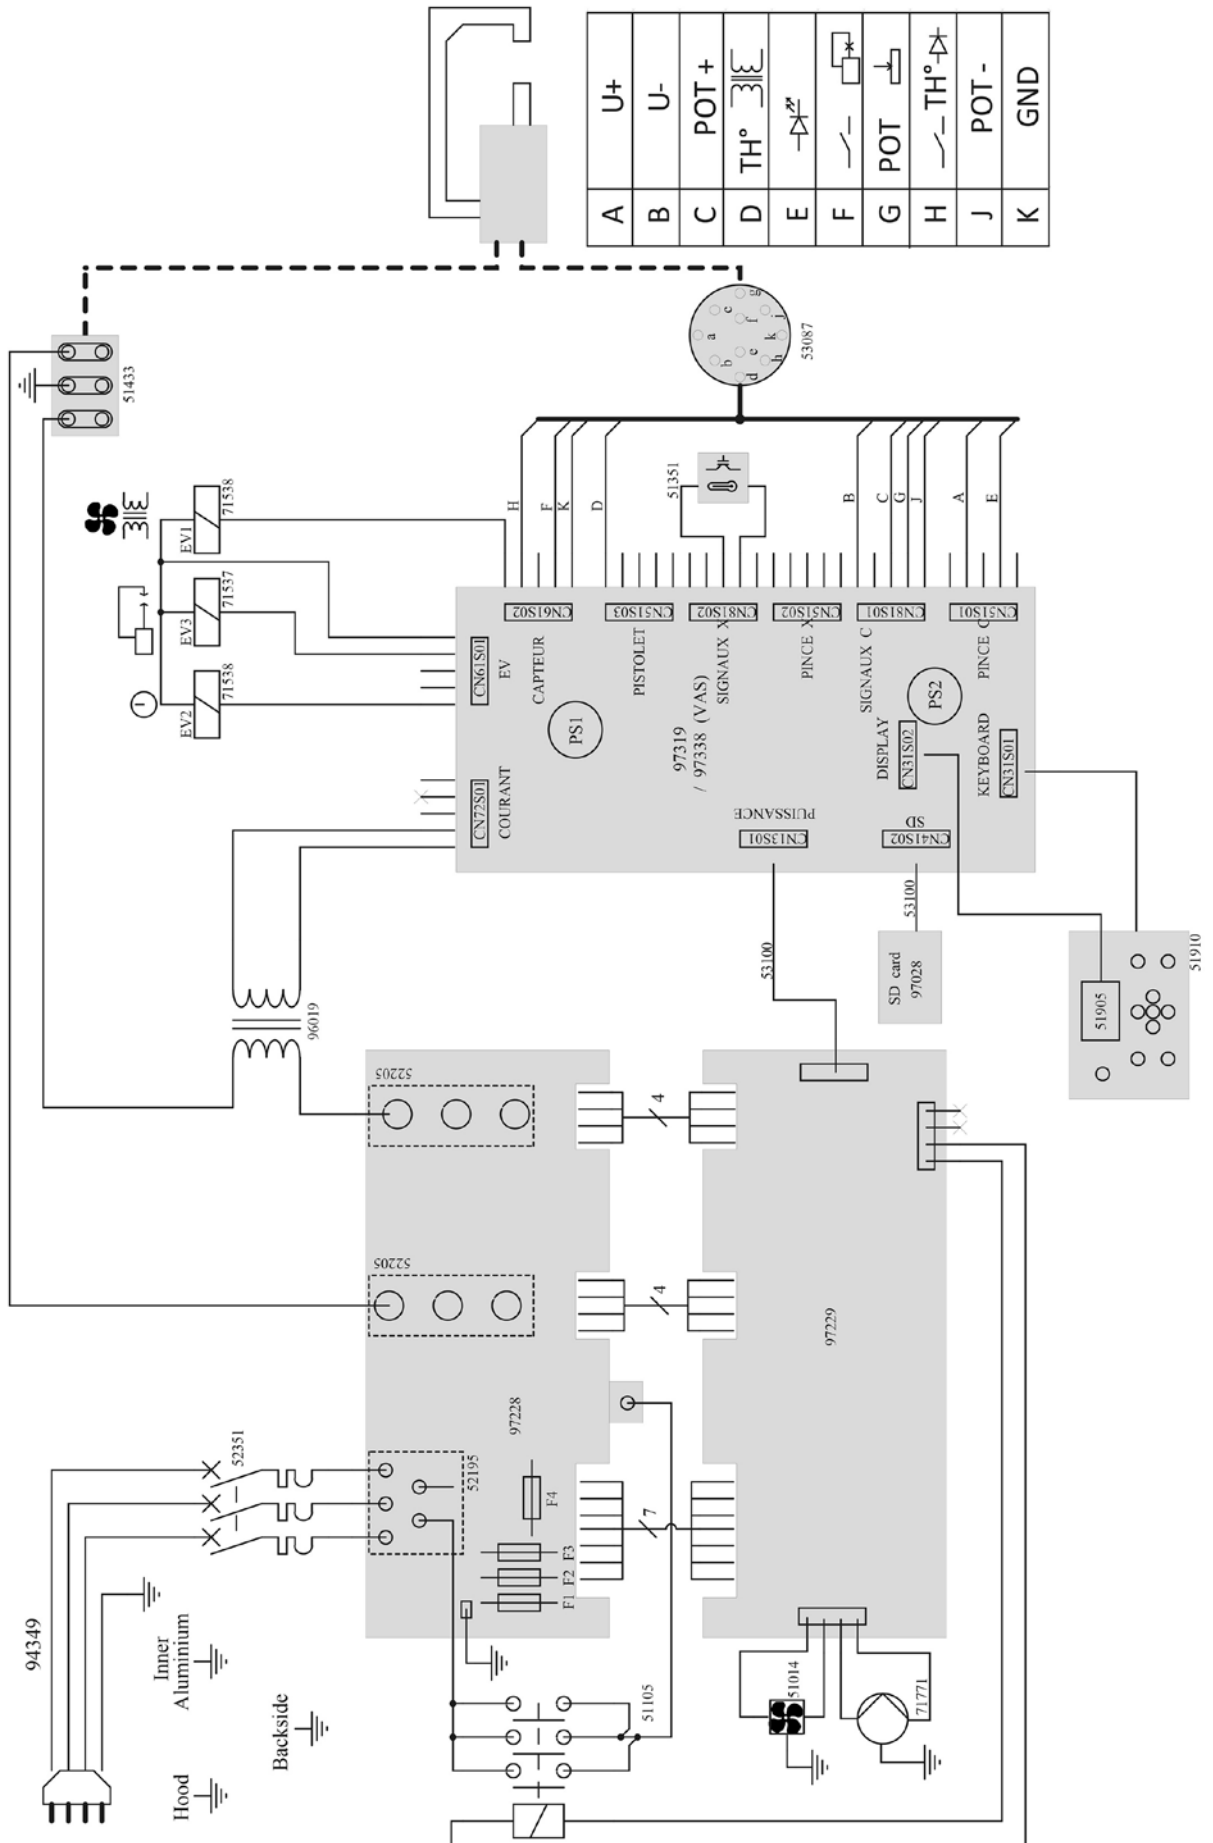 A U+
B U-
C POT +
D TH°
E
F
G POT
H TH°
J POT -
K GND
51433
a
b
c
d
e
f
g
h
j
k
53087
EV1
71538
EV3
71537
EV2
71538
H
F
K
D
51351
B
C
G
J
A
E
CN61S01
EV
CN61S02
CAPTEUR
CN51S03
PISTOLET
CN81S02
SIGNAUX X
CN51S02
PINCE X
CN81S01
SIGNAUX C
CN51S01
PINCE C
PS1
PS2
97319
/ 97338 (VAS)
CN72S01
COURANT
PUISSANCE
CN13S01
DISPLAY
CN31S02
KEYBOARD
CN31S01
SD
CN41S02
53100
53100
SD card
97028
51905
51910
96019
52205
52205
4
4
7
97228
97229
52351
52195
F4
F3
F2
F1
94349
Inner
Aluminium
Backside
Hood
51105
51014
71771